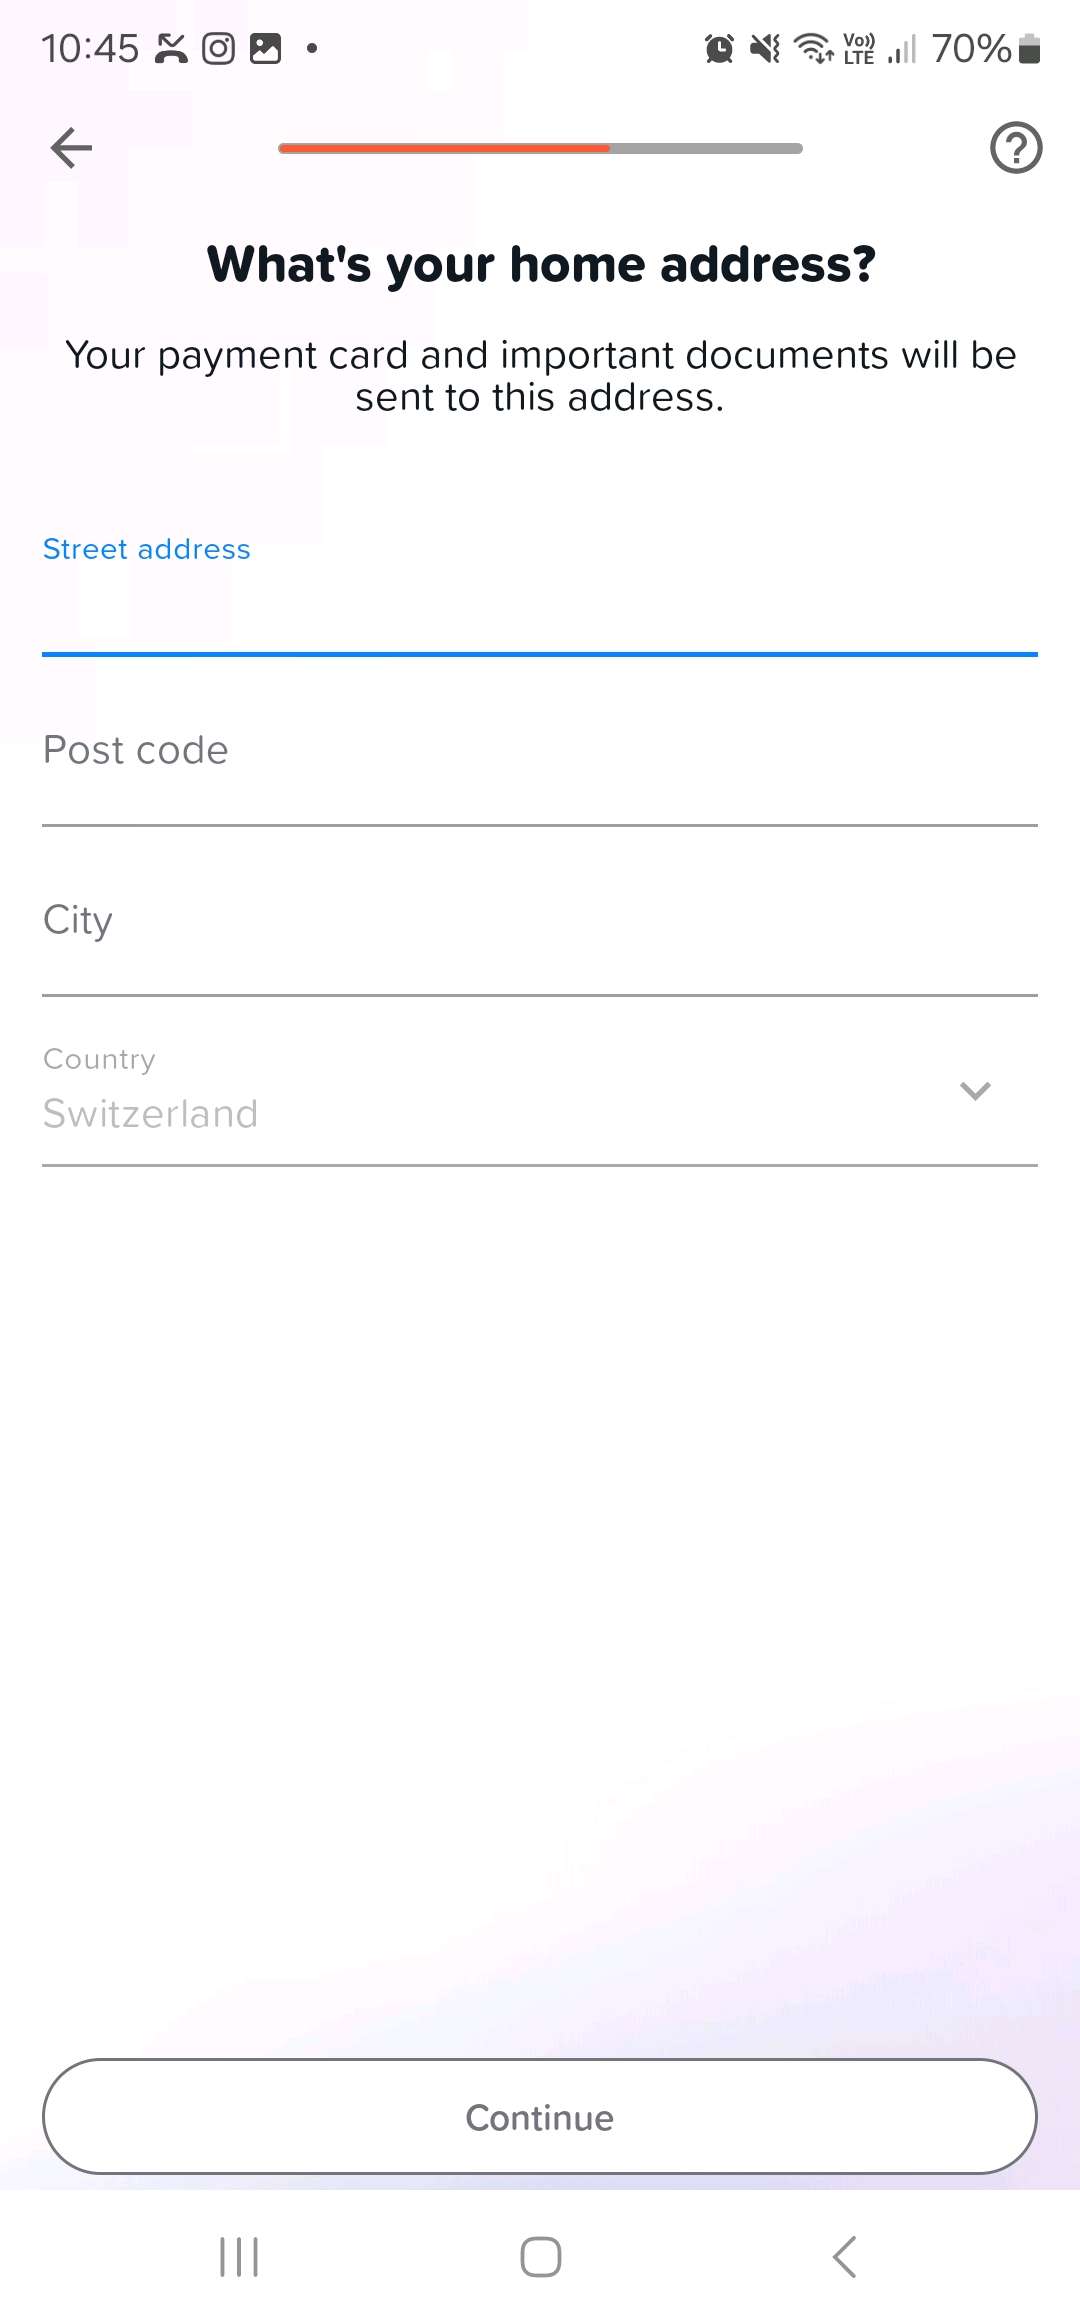 10:45
Vo))
LTE
70%
What's your home address?
Your payment card and important documents will be
sent to this address.
Street address
Post code
City
Country
Switzerland
Continue